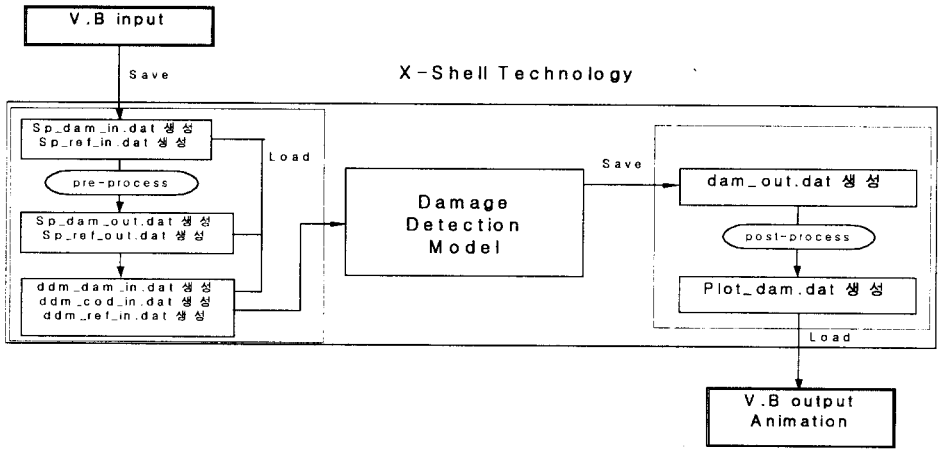 V.B input
Save
X-Shell Technology
Sp_dam_in.dat 생성
Sp_ref_in.dat 생성
Load
pre-process
Sp_dam_out.dat 생성
Sp_ref_out.dat 생성
ddm_dam_in.dat 생성
ddm_cod_in.dat 생성
ddm_ref_in.dat 생성
Damage
Detection
Model
Save
dam_out.dat 생성
post-process
Plot_dam.dat 생성
Load
V.B output
Animation